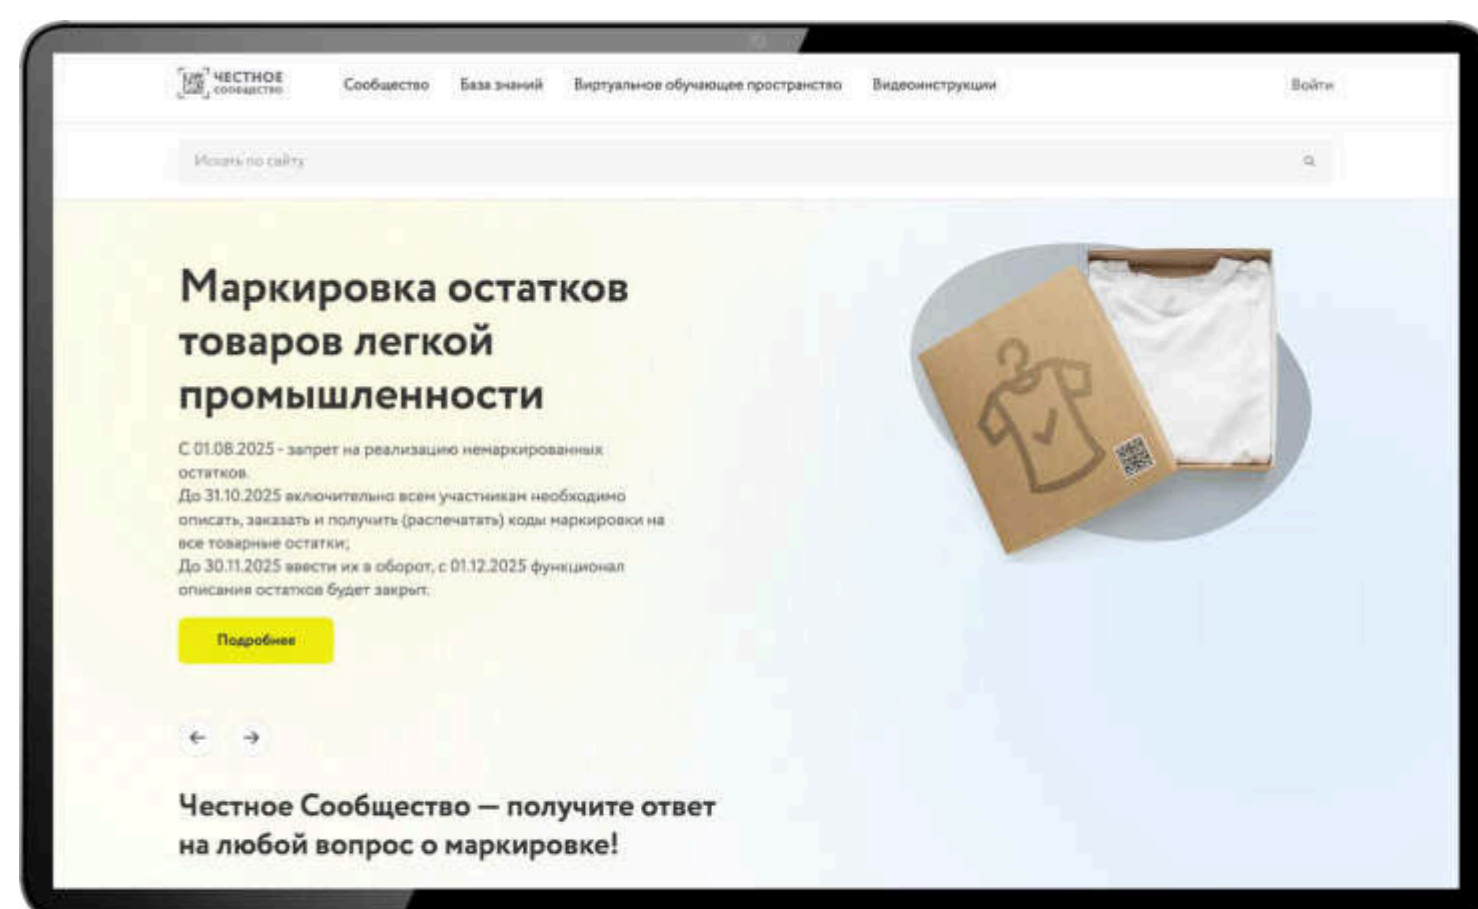 ЧЕСТНОЕ
СООБЩЕСТВО
Сообщество База знаний Виртуальное обучающее пространство Видеоинструкции Войти
Искать по сайту
Маркировка остатков
товаров легкой
промышленности
С 01.08.2025 - запрет на реализацию немаркированных
остатков.
До 31.10.2025 включительно всем участникам необходимо
описать, заказать и получить (распечатать) коды маркировки на
все товарные остатки;
До 30.11.2025 ввести их в оборот, с 01.12.2025 функционал
описания остатков будет закрыт.
Подробнее
Честное Сообщество — получите ответ
на любой вопрос о маркировке!